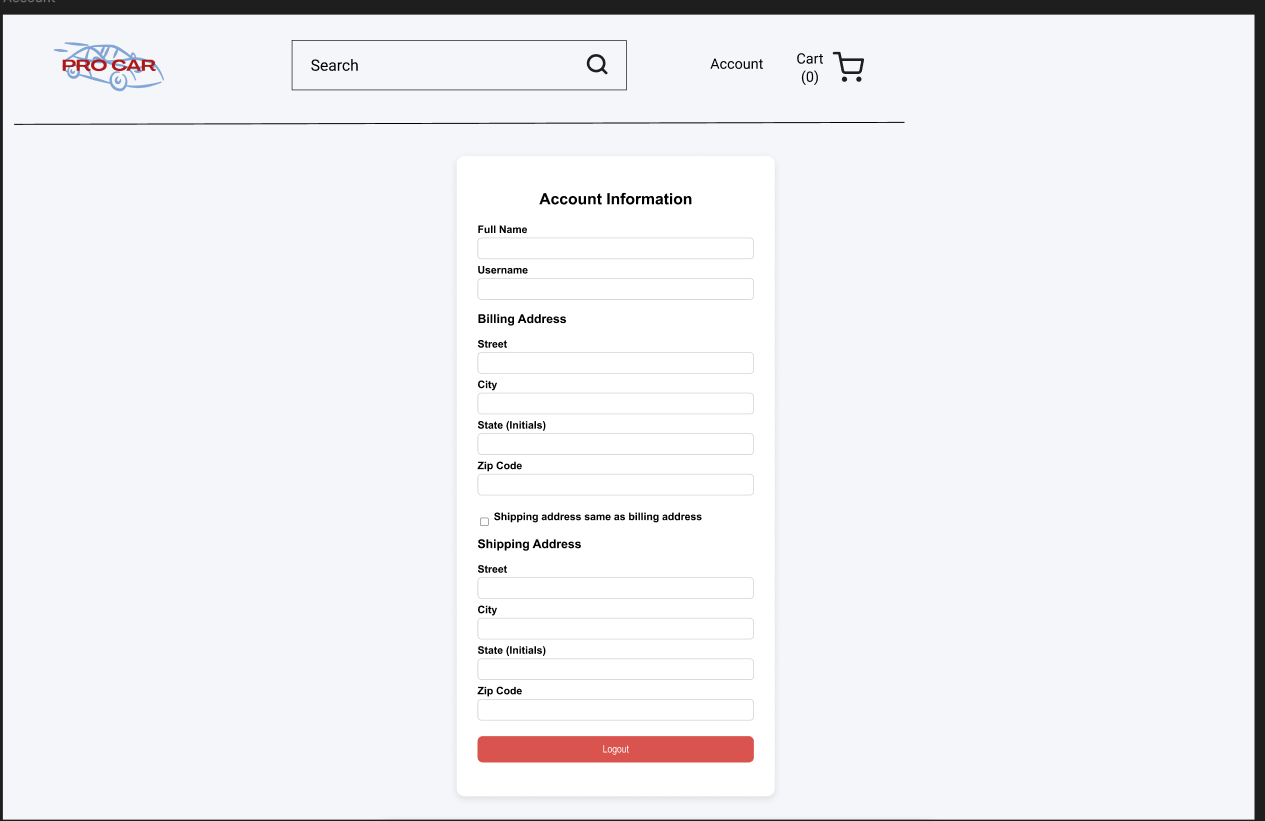 Account
PRO CAR
Search
Account
Cart
(0)
Account Information
Full Name
Username
Billing Address
Street
City
State (Initials)
Zip Code
Shipping address same as billing address
Shipping Address
Street
City
State (Initials)
Zip Code
Logout